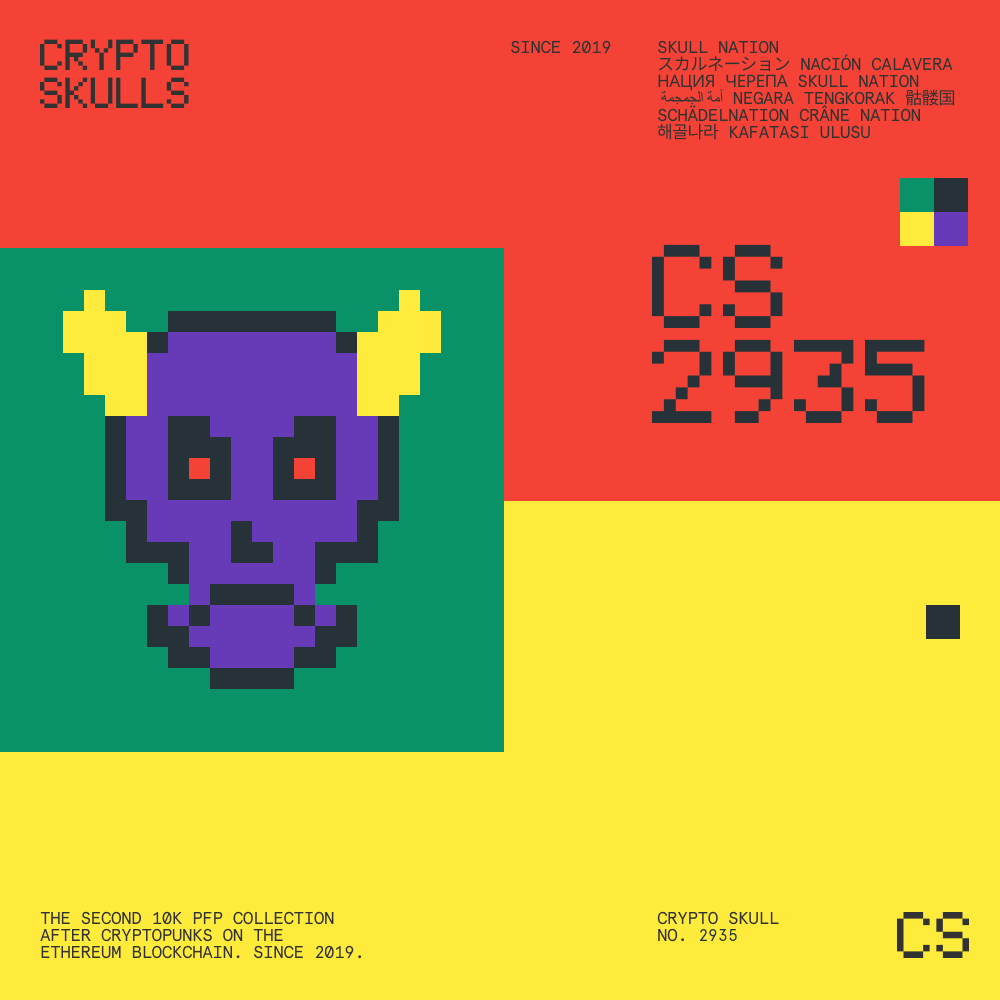 CRYPTO
SKULLS
SINCE 2019
SKULL NATION
スカルネーション NACIÓN CALAVERA
НАЦИЯ ЧЕРЕПА SKULL NATION
أمة الجمجمة NEGARA TENGKORAK 骷髅国
SCHÄDELNATION CRÂNE NATION
해골나라 KAFATASI ULUSU
CS
2935
THE SECOND 10K PFP COLLECTION
AFTER CRYPTOPUNKS ON THE
ETHEREUM BLOCKCHAIN. SINCE 2019.
CRYPTO SKULL
NO. 2935
CS